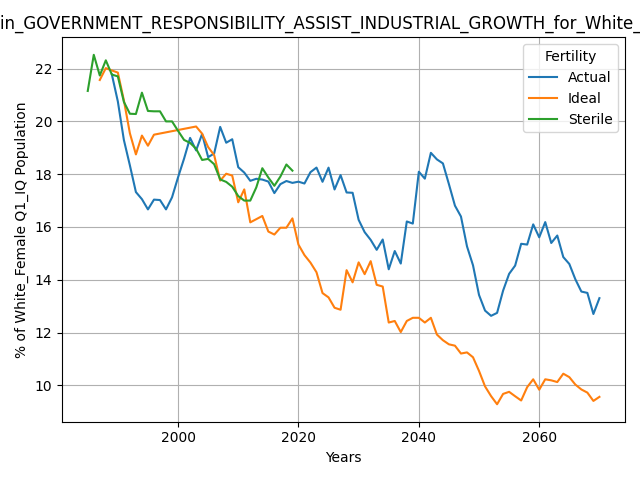 in_GOVERNMENT_RESPONSIBILITY_ASSIST_INDUSTRIAL_GROWTH_for_White_
Fertility
Actual
Ideal
Sterile
% of White_Female Q1_IQ Population
22
20
18
16
14
12
10
2000 2020 2040 2060
Years